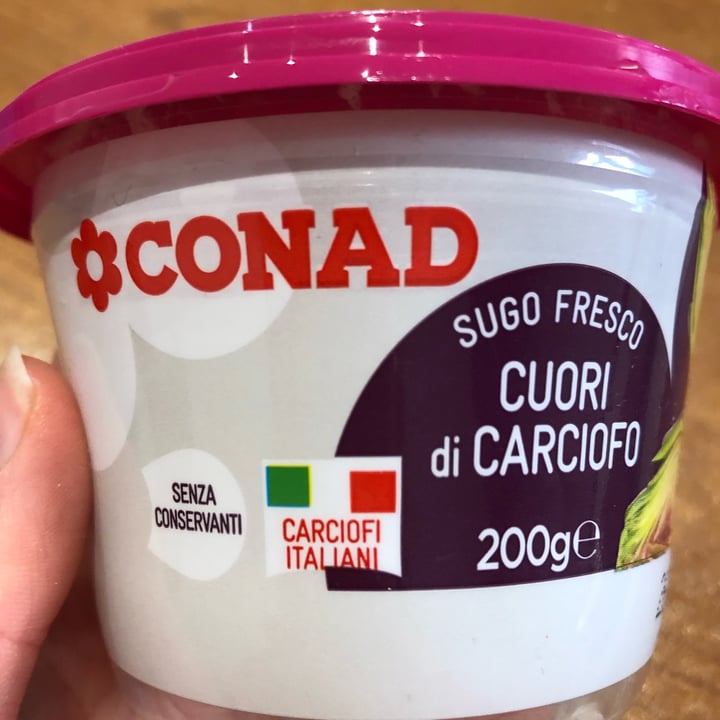 CONAD
SUGO FRESCO
CUORI
di CARCIOFO
200g℮
SENZA
CONSERVANTI
CARCIOFI
ITALIANI